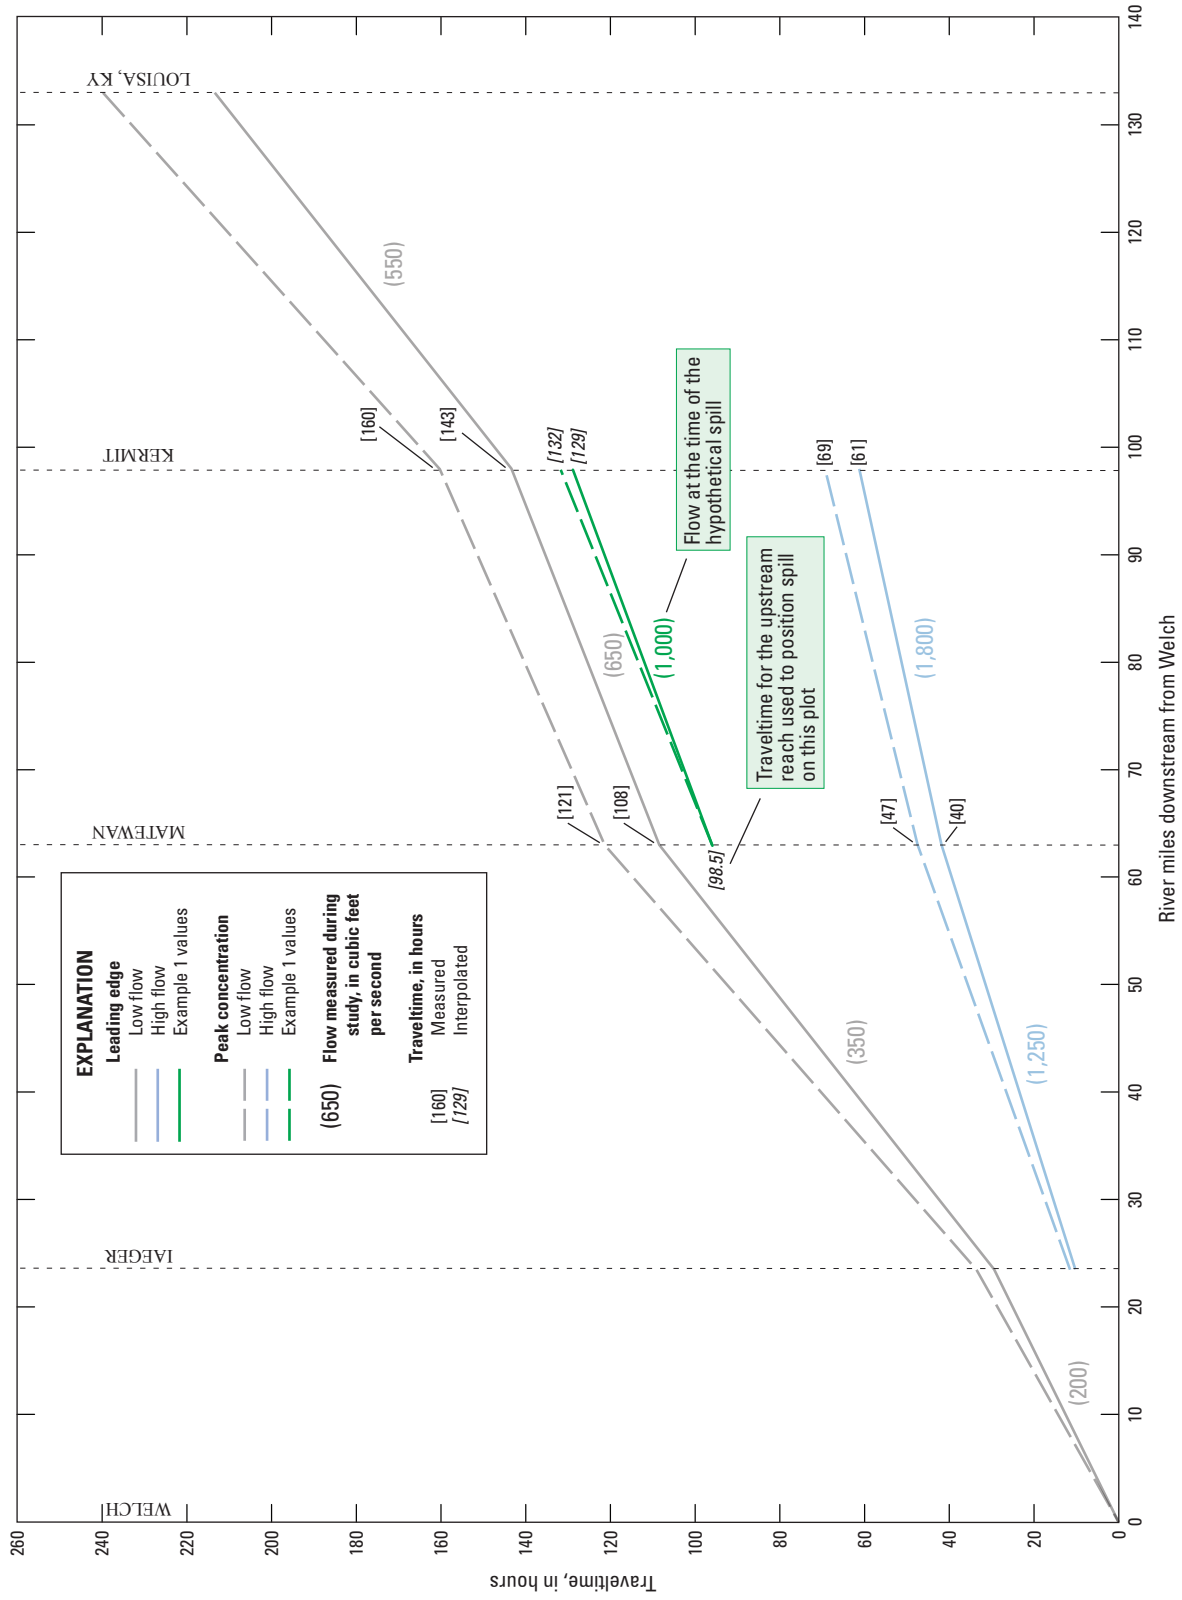 260
240
220
200
180
160
140
120
100
80
60
40
20
0
Traveltime, in hours
WELCH
IAEGER
MATEWAN
KERMIT
LOUISA, KY
EXPLANATION
Leading edge
Low flow
High flow
Example 1 values
Peak concentration
Low flow
High flow
Example 1 values
(650)
Flow measured during
study, in cubic feet
per second
Traveltime, in hours
[160]
Measured
[129]
Interpolated
[160]
[143]
[132]
[129]
[121]
[108]
[98.5]
[69]
[61]
[47]
[40]
(550)
(650)
(1,000)
(350)
(200)
(1,800)
(1,250)
Flow at the time of the
hypothetical spill
Traveltime for the upstream
reach used to position spill
on this plot
0
10
20
30
40
50
60
70
80
90
100
110
120
130
140
River miles downstream from Welch